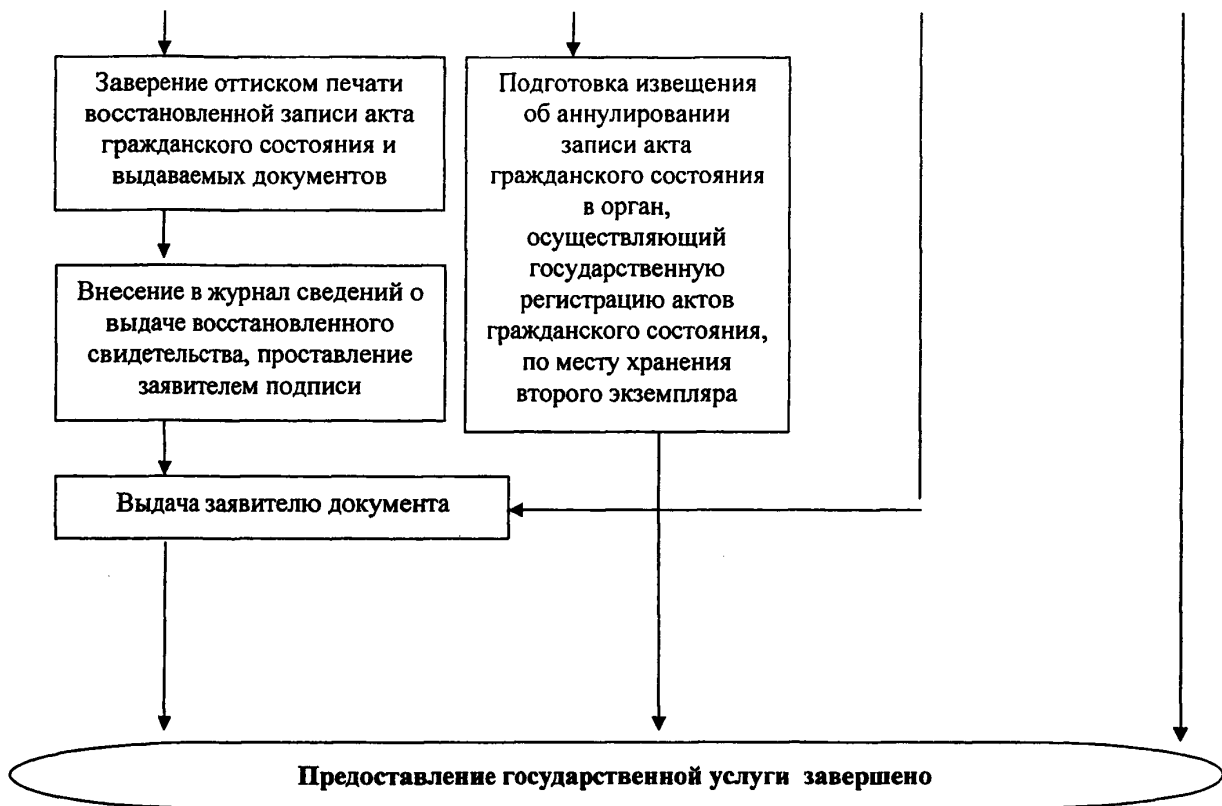 Заверение оттиском печати
восстановленной записи акта
гражданского состояния и
выдаваемых документов
Подготовка извещения
об аннулировании
записи акта
гражданского состояния
в орган,
осуществляющий
государственную
регистрацию актов
гражданского состояния,
по месту хранения
второго экземпляра
Внесение в журнал сведений о
выдаче восстановленного
свидетельства, проставление
заявителем подписи
Выдача заявителю документа
Предоставление государственной услуги завершено